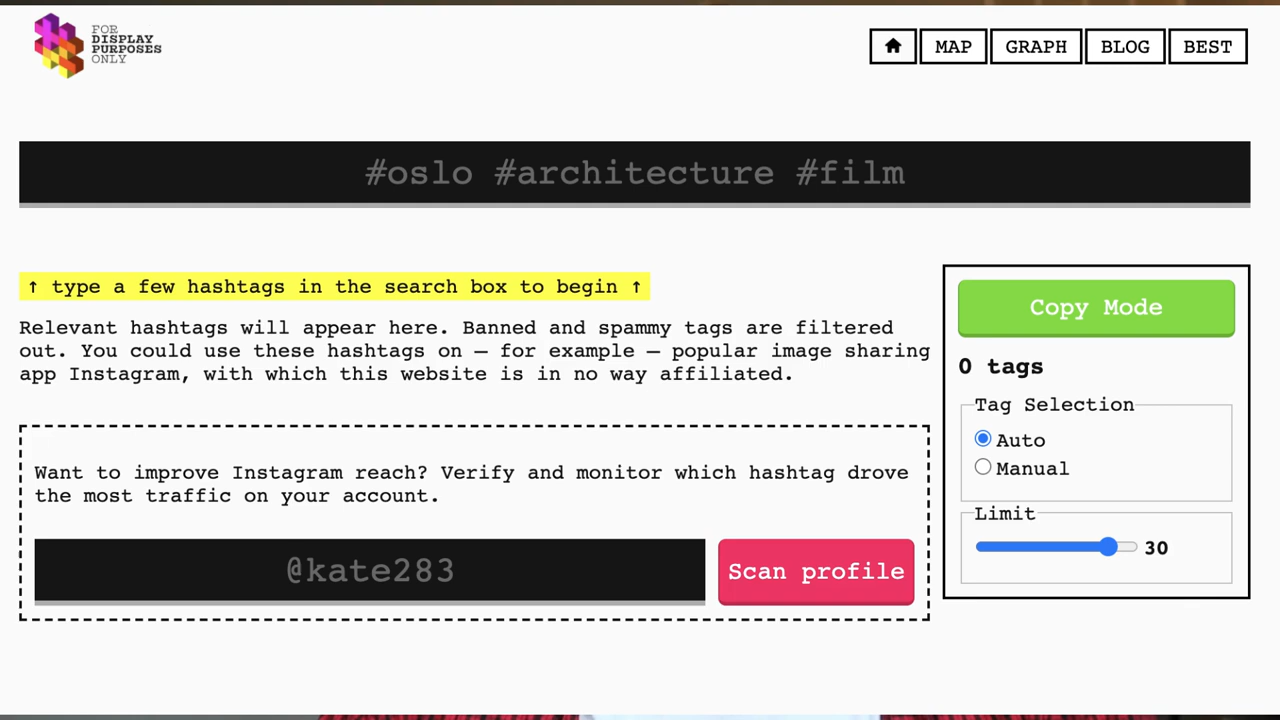 FOR
DISPLAY
PURPOSES
ONLY
MAP
GRAPH
BLOG
BEST
#oslo #architecture #film
↑ type a few hashtags in the search box to begin ↑
Relevant hashtags will appear here. Banned and spammy tags are filtered
out. You could use these hashtags on — for example — popular image sharing
app Instagram, with which this website is in no way affiliated.
Want to improve Instagram reach? Verify and monitor which hashtag drove
the most traffic on your account.
@kate283
Scan profile
Copy Mode
0 tags
Tag Selection
Auto
Manual
Limit
30